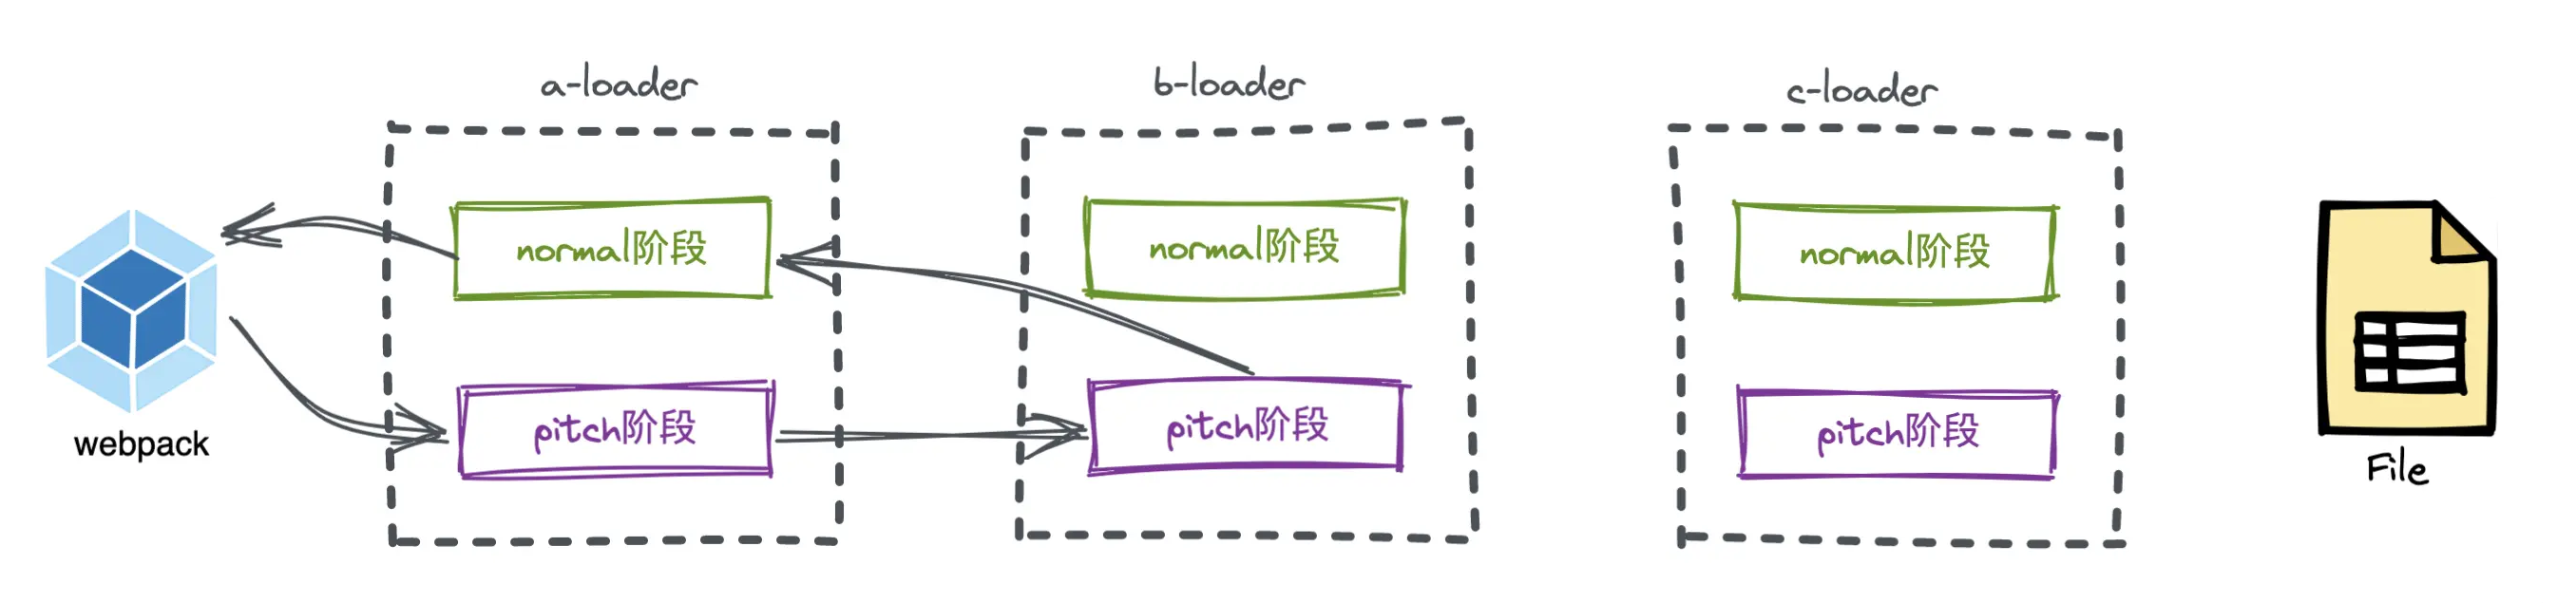 a-loader
b-loader
c-loader
normal阶段
normal阶段
normal阶段
pitch阶段
pitch阶段
pitch阶段
webpack
File